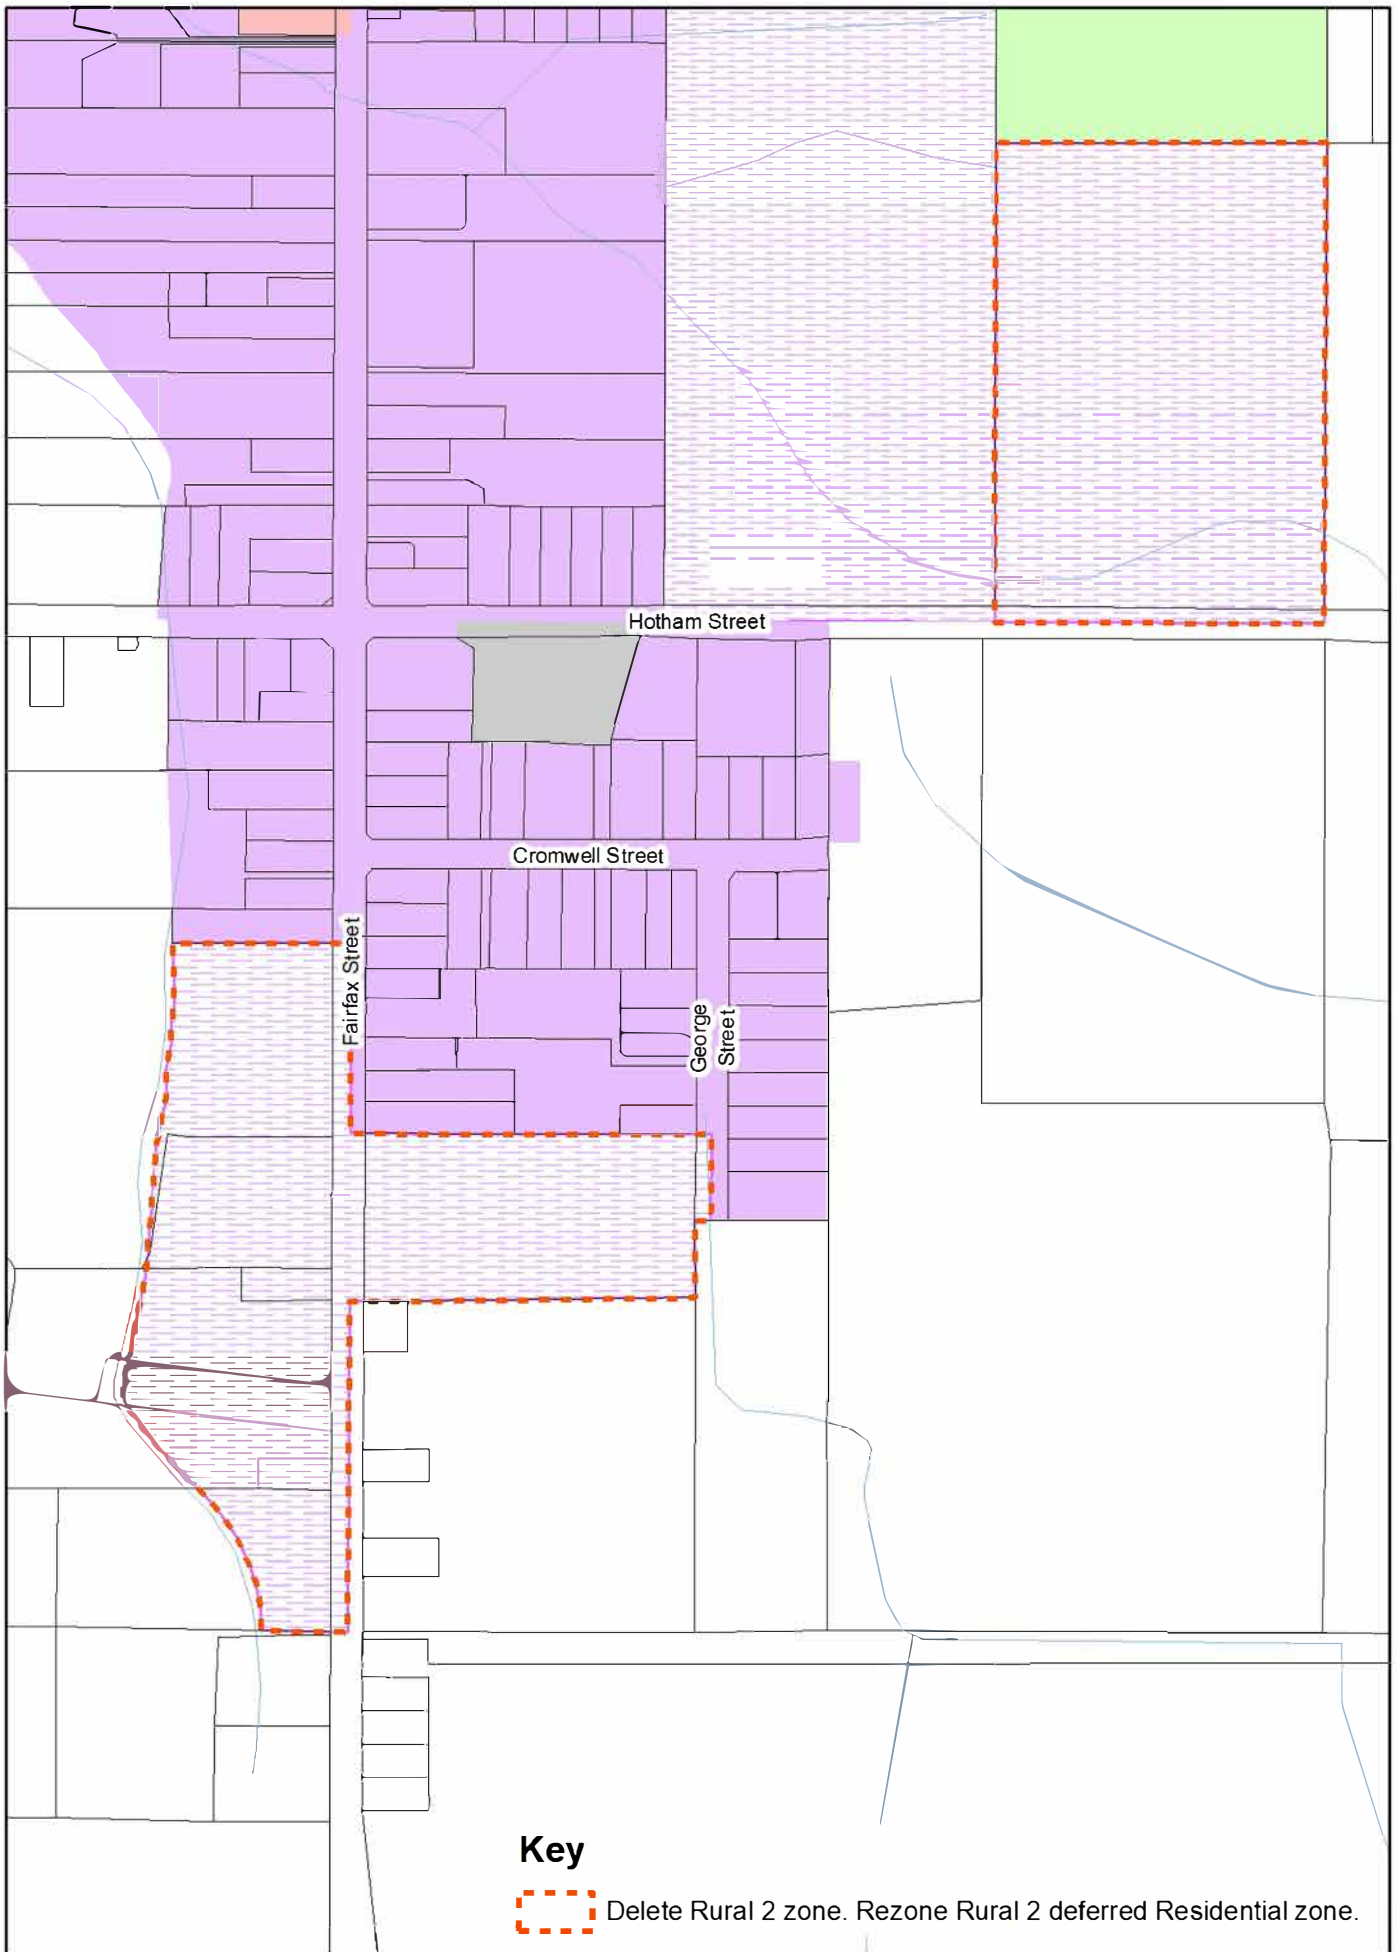 Hotham Street
Cromwell Street
Fairfax Street
George
Street
Key
Delete Rural 2 zone. Rezone Rural 2 deferred Residential zone.